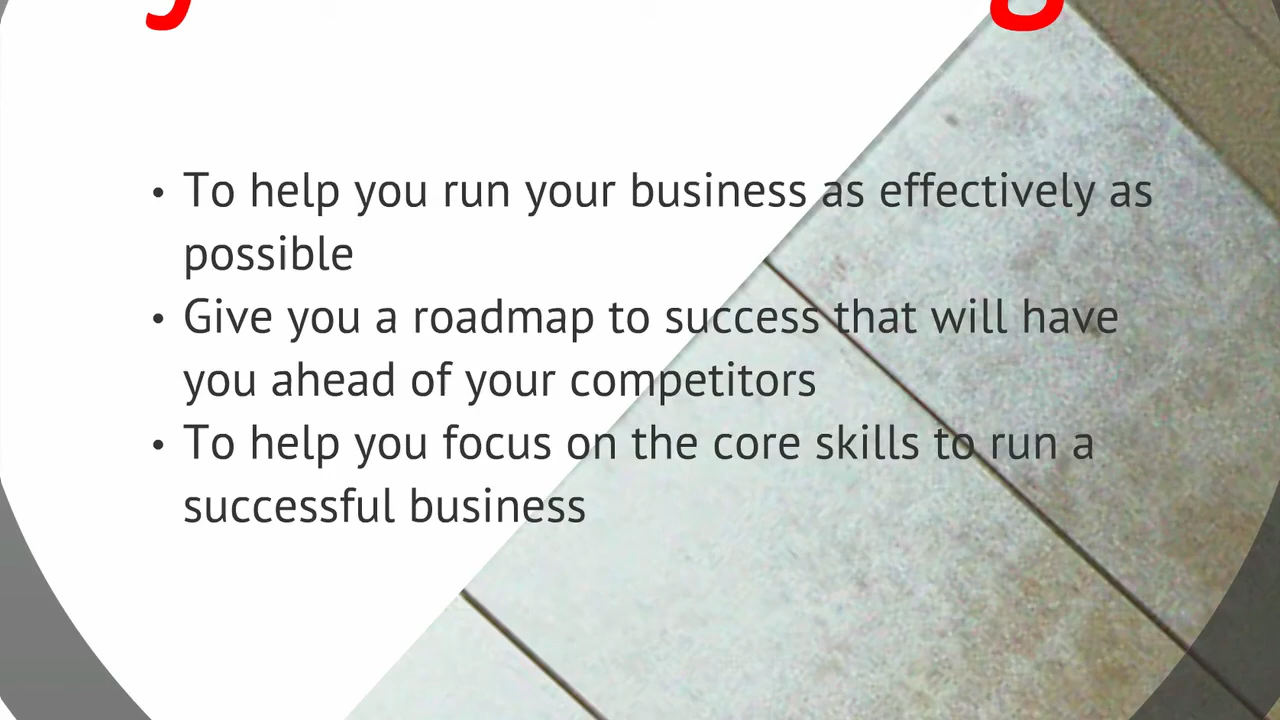 • To help you run your business as effectively as
possible
• Give you a roadmap to success that will have
you ahead of your competitors
• To help you focus on the core skills to run a
successful business